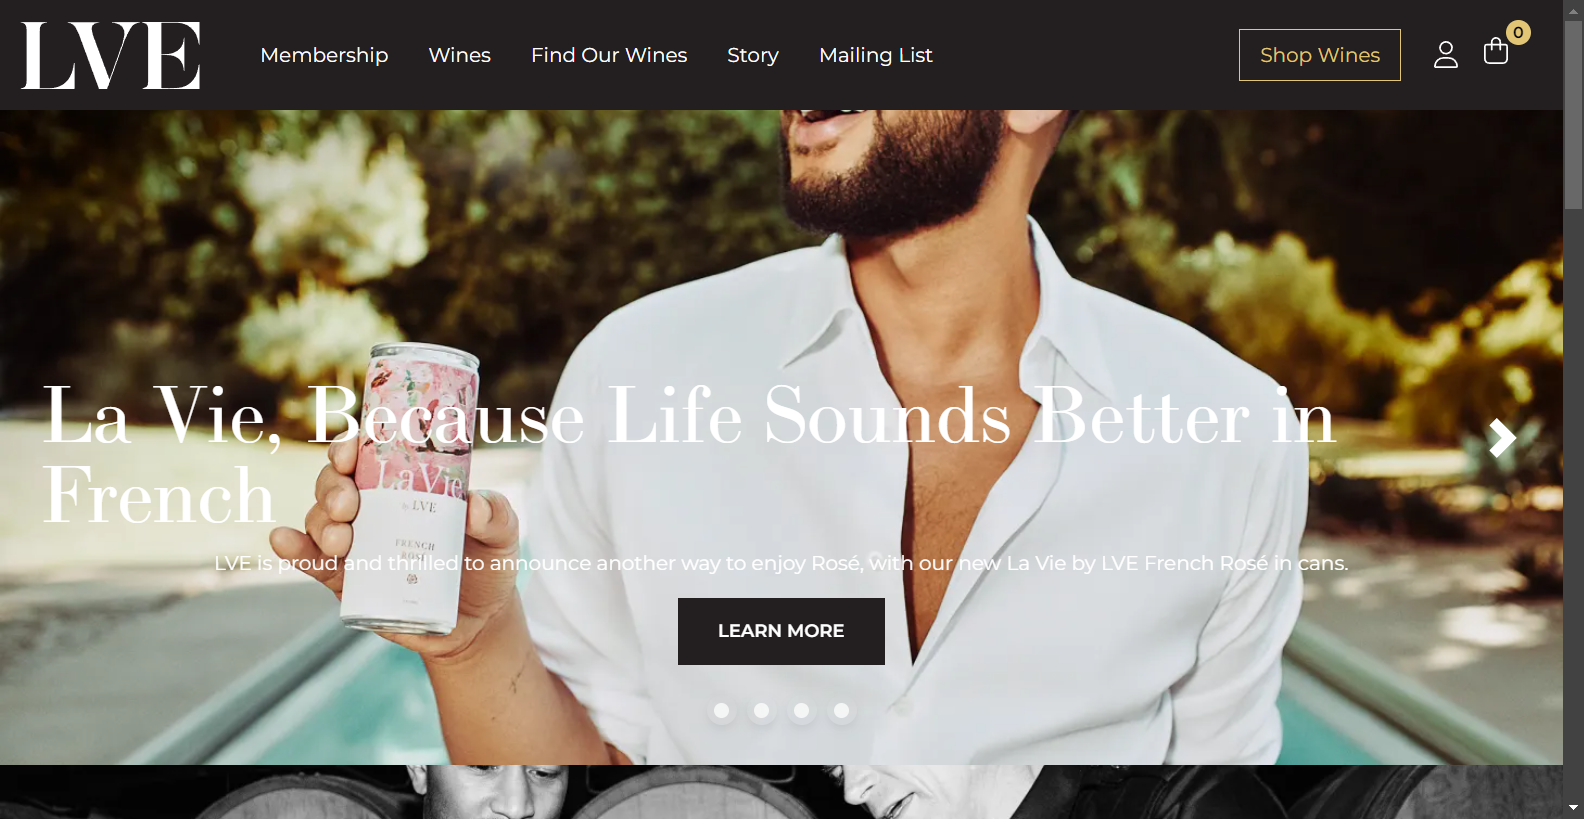 LVE
Membership
Wines
Find Our Wines
Story
Mailing List
Shop Wines
0
La Vie, Because Life Sounds Better in
French
LaVie
by LVE
FRENCH
ROSÉ
LVE is proud and thrilled to announce another way to enjoy Rosé, with our new La Vie by LVE French Rosé in cans.
LEARN MORE